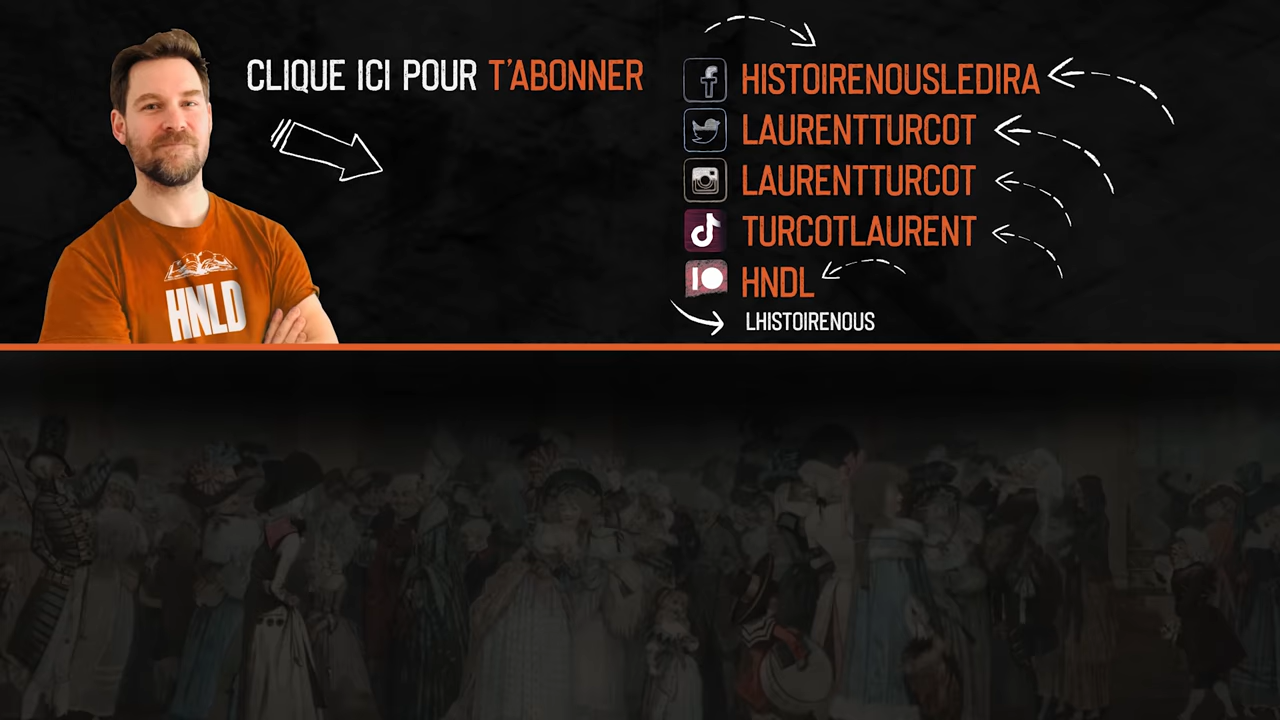 CLIQUE ICI POUR T'ABONNER
HISTOIRENOUSLEDIRA
LAURENTTURCOT
LAURENTTURCOT
TURCOTLAURENT
HNDL
LHISTOIRENOUS
HNLD